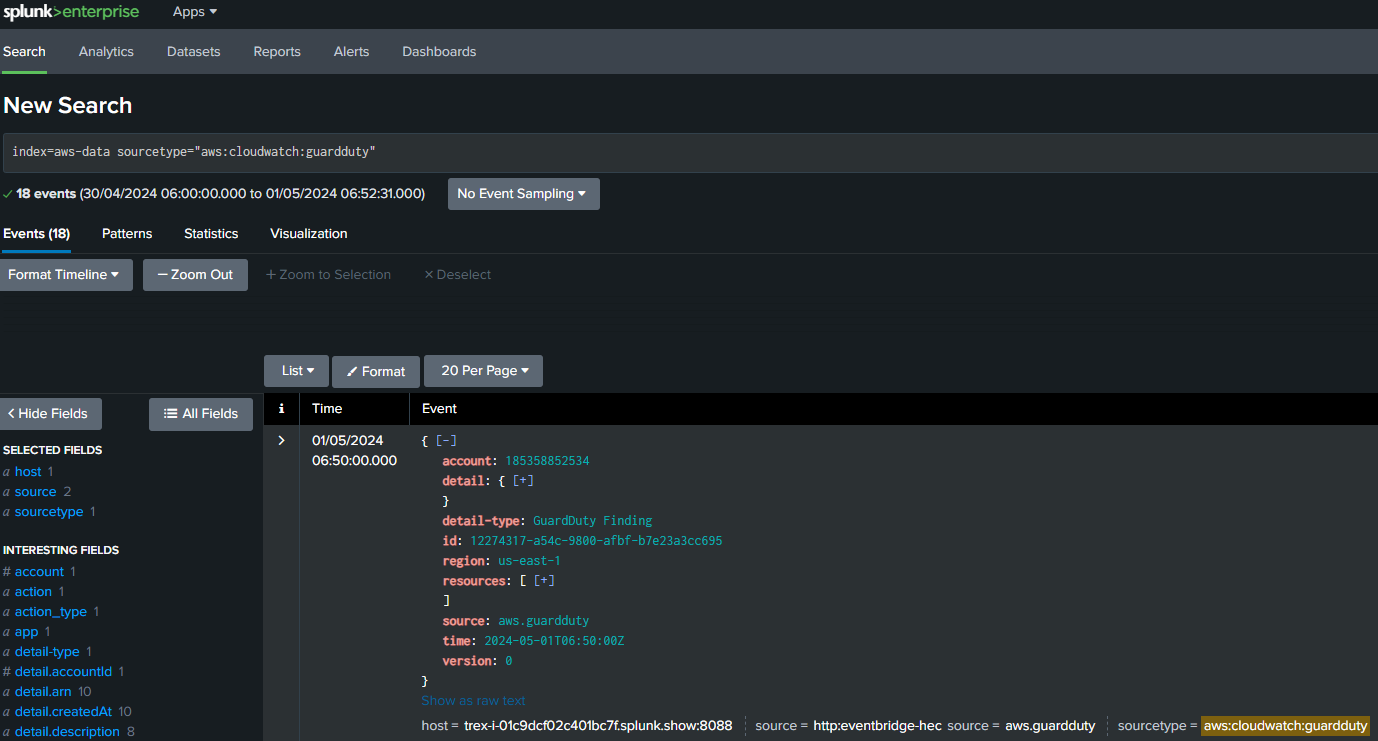 splunk>enterprise Apps
Search Analytics Datasets Reports Alerts Dashboards
New Search
index=aws-data sourcetype="aws:cloudwatch:guardduty"
18 events (30/04/2024 06:00:00.000 to 01/05/2024 06:52:31.000) No Event Sampling
Events (18) Patterns Statistics Visualization
Format Timeline — Zoom Out + Zoom to Selection × Deselect
List Format 20 Per Page
< Hide Fields All Fields
i Time Event
SELECTED FIELDS
a host 1
a source 2
a sourcetype 1
INTERESTING FIELDS
# account 1
a action 1
a action_type 1
a app 1
a detail-type 1
# detail.accountId 1
a detail.arn 10
a detail.createdAt 10
a detail.description 8
> 01/05/2024
06:50:00.000
{ [-]
account: 185358852534
detail: { [+]
}
detail-type: GuardDuty Finding
id: 12274317-a54c-9800-afbf-b7e23a3cc695
region: us-east-1
resources: [ [+]
]
source: aws.guardduty
time: 2024-05-01T06:50:00Z
version: 0
}
Show as raw text
host = trex-i-01c9dcf02c401bc7f.splunk.show:8088 source = http:eventbridge-hec source = aws.guardduty sourcetype = aws:cloudwatch:guardduty